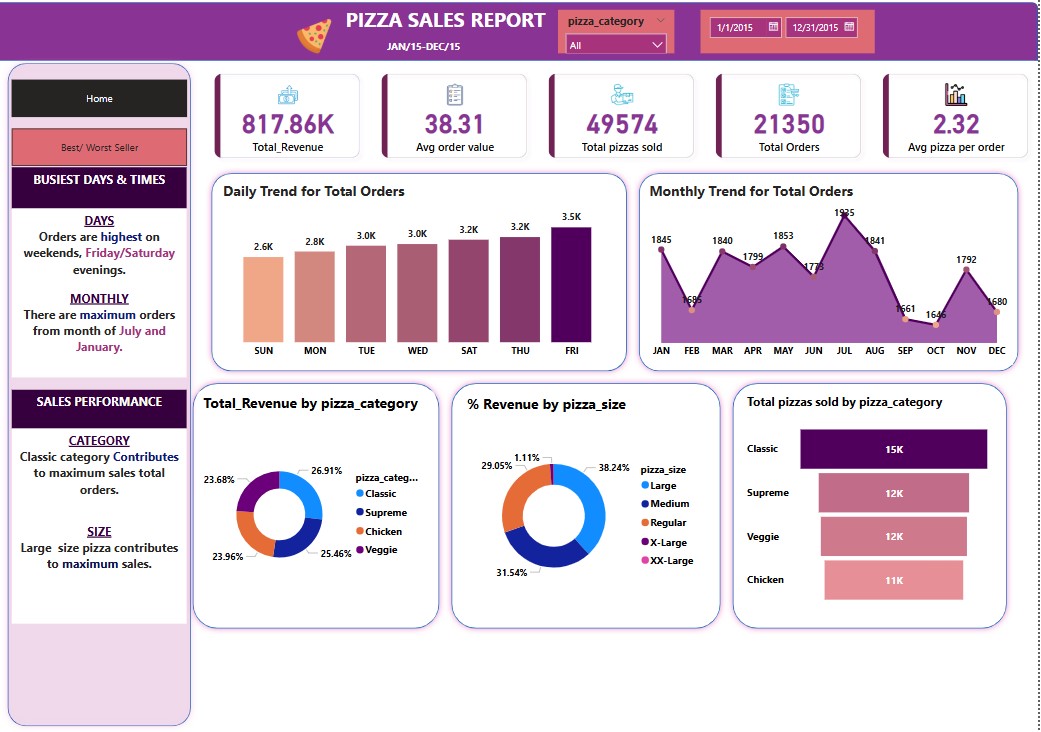 PIZZA SALES REPORT
JAN/15-DEC/15
pizza_category
All
1/1/2015
12/31/2015
Home
Best/ Worst Seller
BUSIEST DAYS & TIMES
DAYS
Orders are highest on
weekends, Friday/Saturday
evenings.
MONTHLY
There are maximum orders
from month of July and
January.
SALES PERFORMANCE
CATEGORY
Classic category Contributes
to maximum sales total
orders.
SIZE
Large size pizza contributes
to maximum sales.
817.86K
Total_Revenue
38.31
Avg order value
49574
Total pizzas sold
21350
Total Orders
2.32
Avg pizza per order
Daily Trend for Total Orders
2.6K
2.8K
3.0K
3.0K
3.2K
3.2K
3.5K
SUN
MON
TUE
WED
SAT
THU
FRI
Monthly Trend for Total Orders
1845
1685
1840
1799
1853
1773
1935
1841
1661
1646
1792
1680
JAN
FEB
MAR
APR
MAY
JUN
JUL
AUG
SEP
OCT
NOV
DEC
Total_Revenue by pizza_category
26.91%
25.46%
23.96%
23.68%
pizza_categ...
Classic
Supreme
Chicken
Veggie
% Revenue by pizza_size
38.24%
31.54%
29.05%
1.11%
pizza_size
Large
Medium
Regular
X-Large
XX-Large
Total pizzas sold by pizza_category
Classic
15K
Supreme
12K
Veggie
12K
Chicken
11K